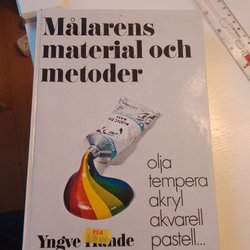 Målarens
material och
metoder
olja
tempera
akryl
akvarell
pastell...
Yngve